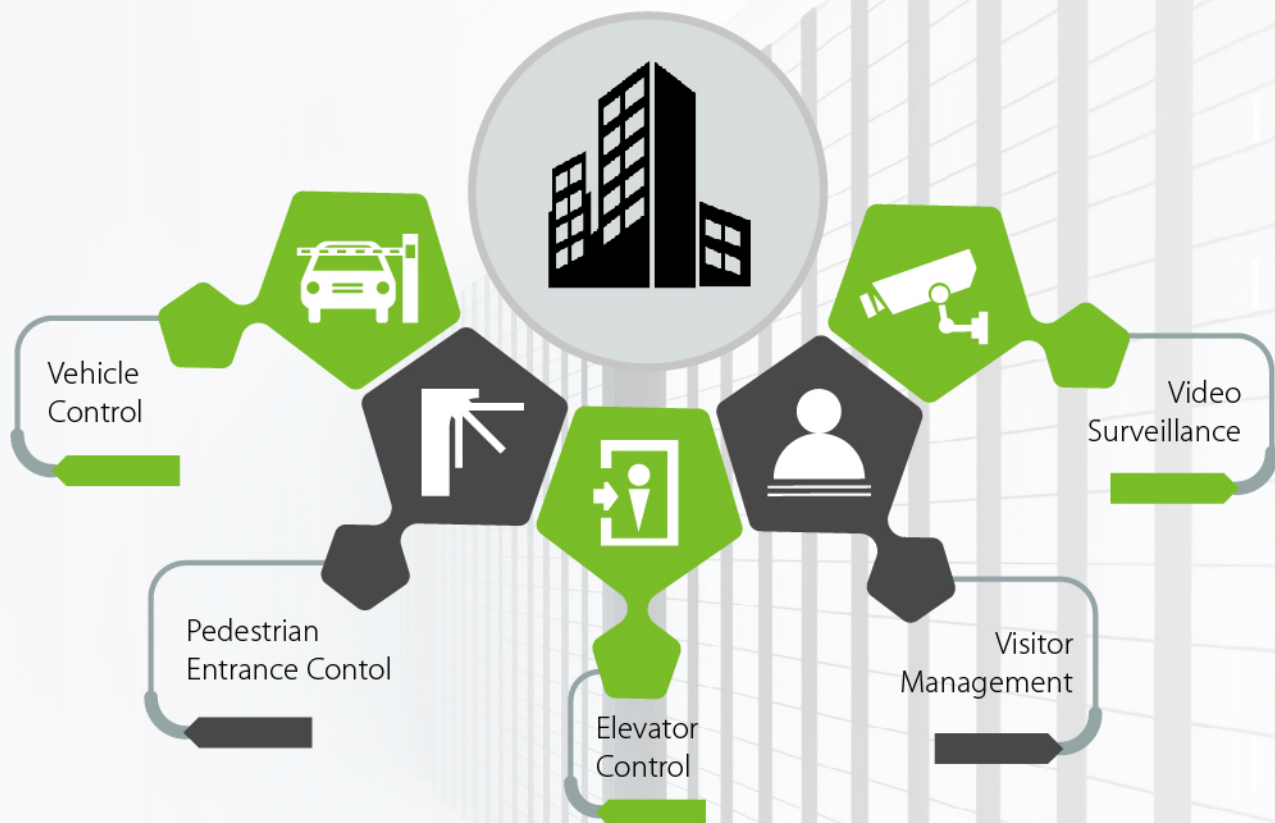 Vehicle
Control
Pedestrian
Entrance Contol
Elevator
Control
Visitor
Management
Video
Surveillance